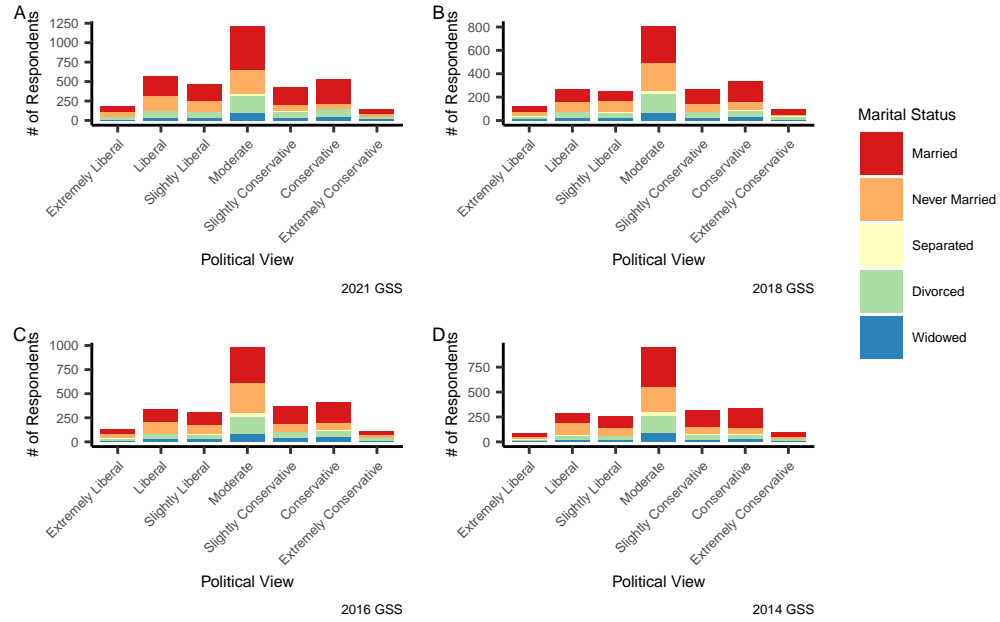 A
# of Respondents
1250
1000
750
500
250
0
Extremely Liberal
Liberal
Slightly Liberal
Moderate
Slightly Conservative
Conservative
Extremely Conservative
Political View
2021 GSS
B
# of Respondents
800
600
400
200
0
Extremely Liberal
Liberal
Slightly Liberal
Moderate
Slightly Conservative
Conservative
Extremely Conservative
Political View
2018 GSS
Marital Status
Married
Never Married
Separated
Divorced
Widowed
C
# of Respondents
1000
750
500
250
0
Extremely Liberal
Liberal
Slightly Liberal
Moderate
Slightly Conservative
Conservative
Extremely Conservative
Political View
2016 GSS
D
# of Respondents
750
500
250
0
Extremely Liberal
Liberal
Slightly Liberal
Moderate
Slightly Conservative
Conservative
Extremely Conservative
Political View
2014 GSS